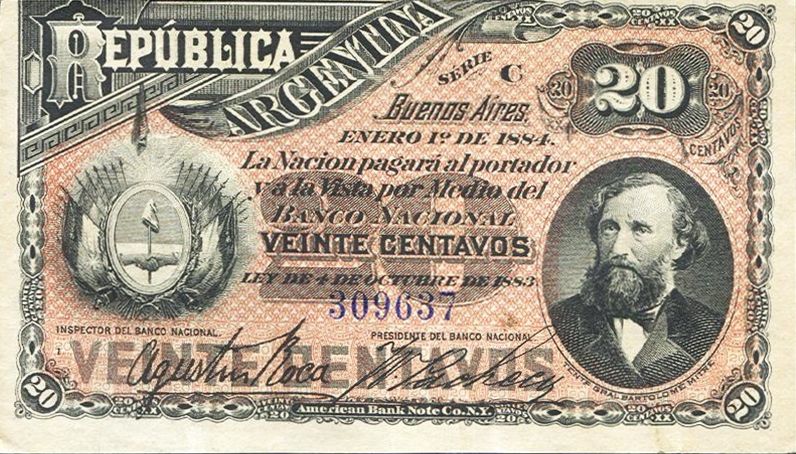 REPÚBLICA
ARGENTINA
SERIE C
20
20
20
20
CENTAVOS
Buenos Aires,
ENERO 1º DE 1884.
La Nacion pagará al portador
y á la Vista por Medio del
BANCO NACIONAL
VEINTE CENTAVOS
LEY DE 4 DE OCTUBRE DE 1883
309637
INSPECTOR DEL BANCO NACIONAL.
PRESIDENTE DEL BANCO NACIONAL
Agustin Roca
VEINTE CENTAVOS
TENTE GRAL BARTOLOME MITRE
20
20
American Bank Note Co. N.Y.